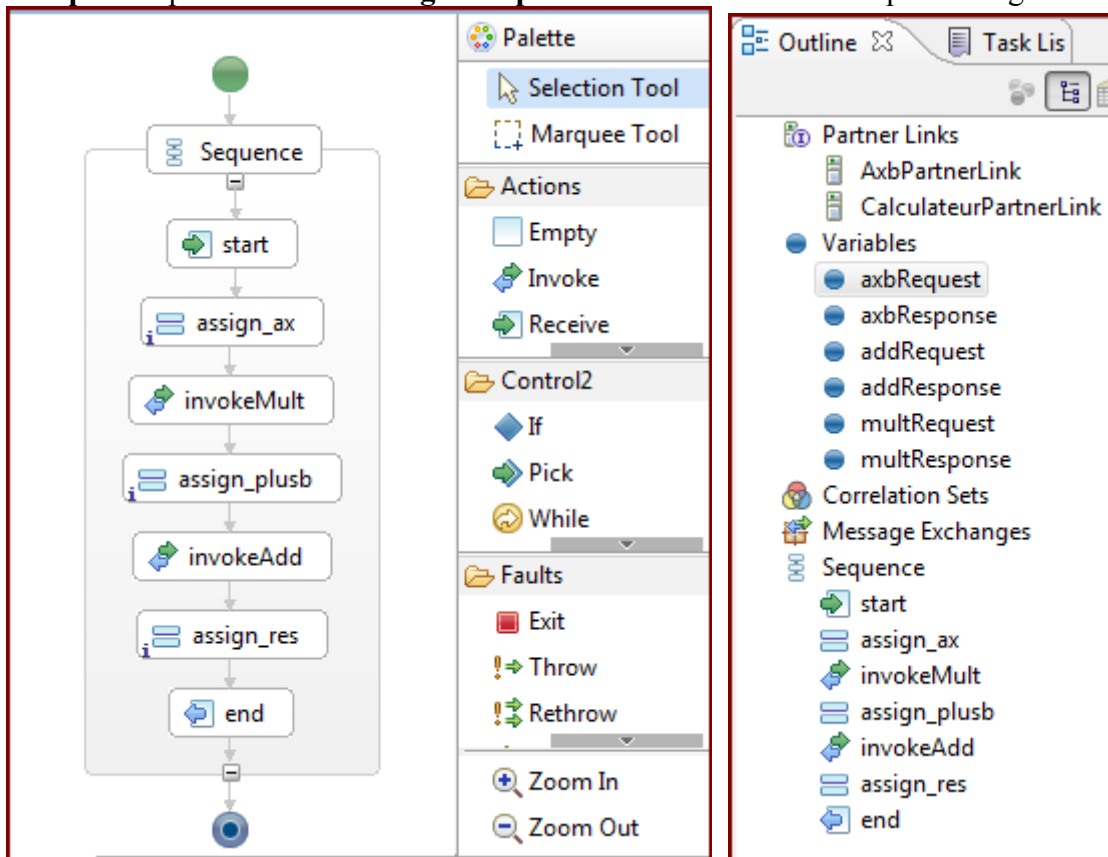 Sequence
start
assign_ax
invokeMult
assign_plusb
invokeAdd
assign_res
end
Palette
Selection Tool
Marquee Tool
Actions
Empty
Invoke
Receive
Control2
If
Pick
While
Faults
Exit
Throw
Rethrow
Zoom In
Zoom Out
Outline
Task Lis
Partner Links
AxbPartnerLink
CalculateurPartnerLink
Variables
axbRequest
axbResponse
addRequest
addResponse
multRequest
multResponse
Correlation Sets
Message Exchanges
Sequence
start
assign_ax
invokeMult
assign_plusb
invokeAdd
assign_res
end